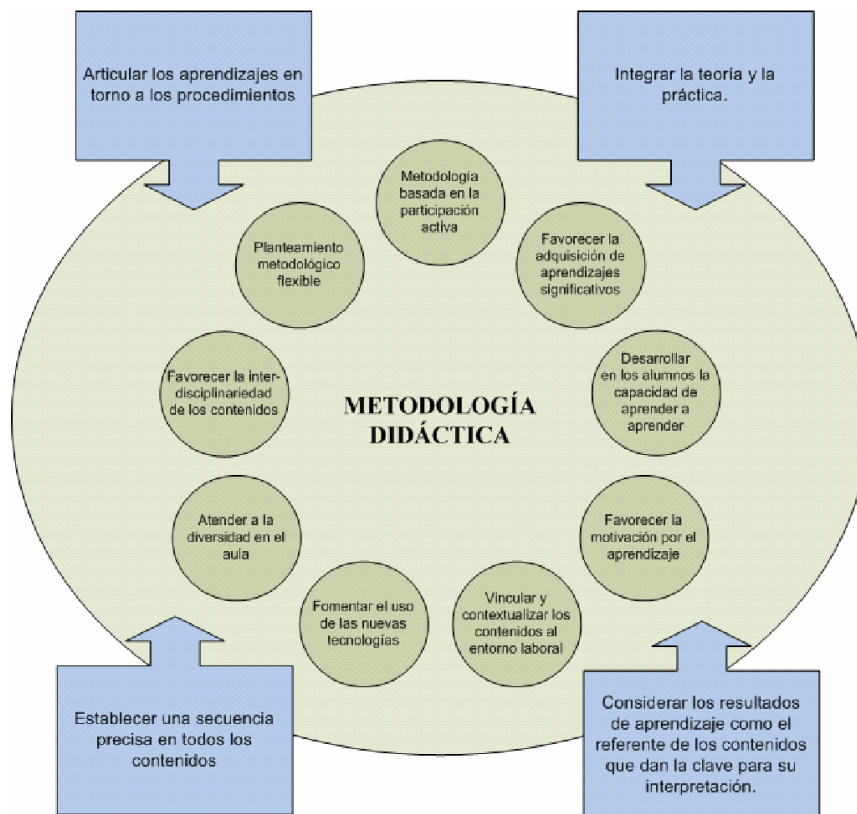 Articular los aprendizajes en
torno a los procedimientos
Integrar la teoría y la
práctica.
Metodología
basada en la
participación
activa
Planteamiento
metodológico
flexible
Favorecer la
adquisición de
aprendizajes
significativos
Favorecer la inter-
disciplinariedad
de los contenidos
Desarrollar
en los alumnos la
capacidad de
aprender a
aprender
METODOLOGÍA
DIDÁCTICA
Atender a la
diversidad en el
aula
Favorecer la
motivación por el
aprendizaje
Fomentar el uso
de las nuevas
tecnologías
Vincular y
contextualizar los
contenidos al
entorno laboral
Establecer una secuencia
precisa en todos los
contenidos
Considerar los resultados
de aprendizaje como el
referente de los contenidos
que dan la clave para su
interpretación.